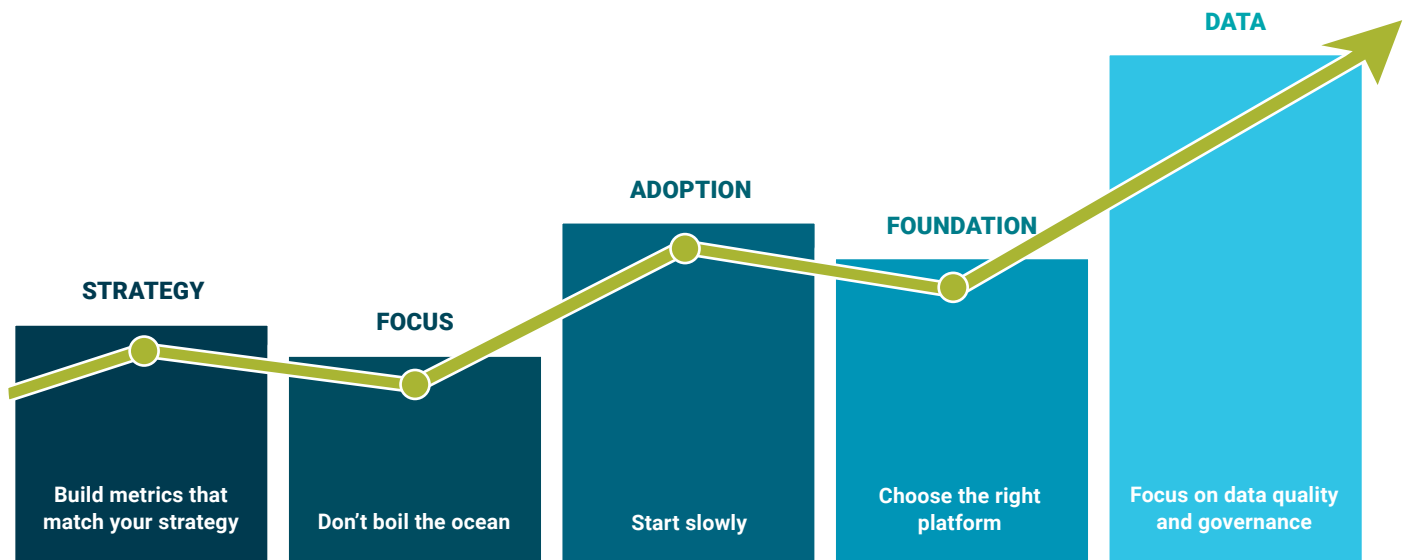 STRATEGY
Build metrics that
match your strategy
FOCUS
Don’t boil the ocean
ADOPTION
Start slowly
FOUNDATION
Choose the right
platform
DATA
Focus on data quality
and governance